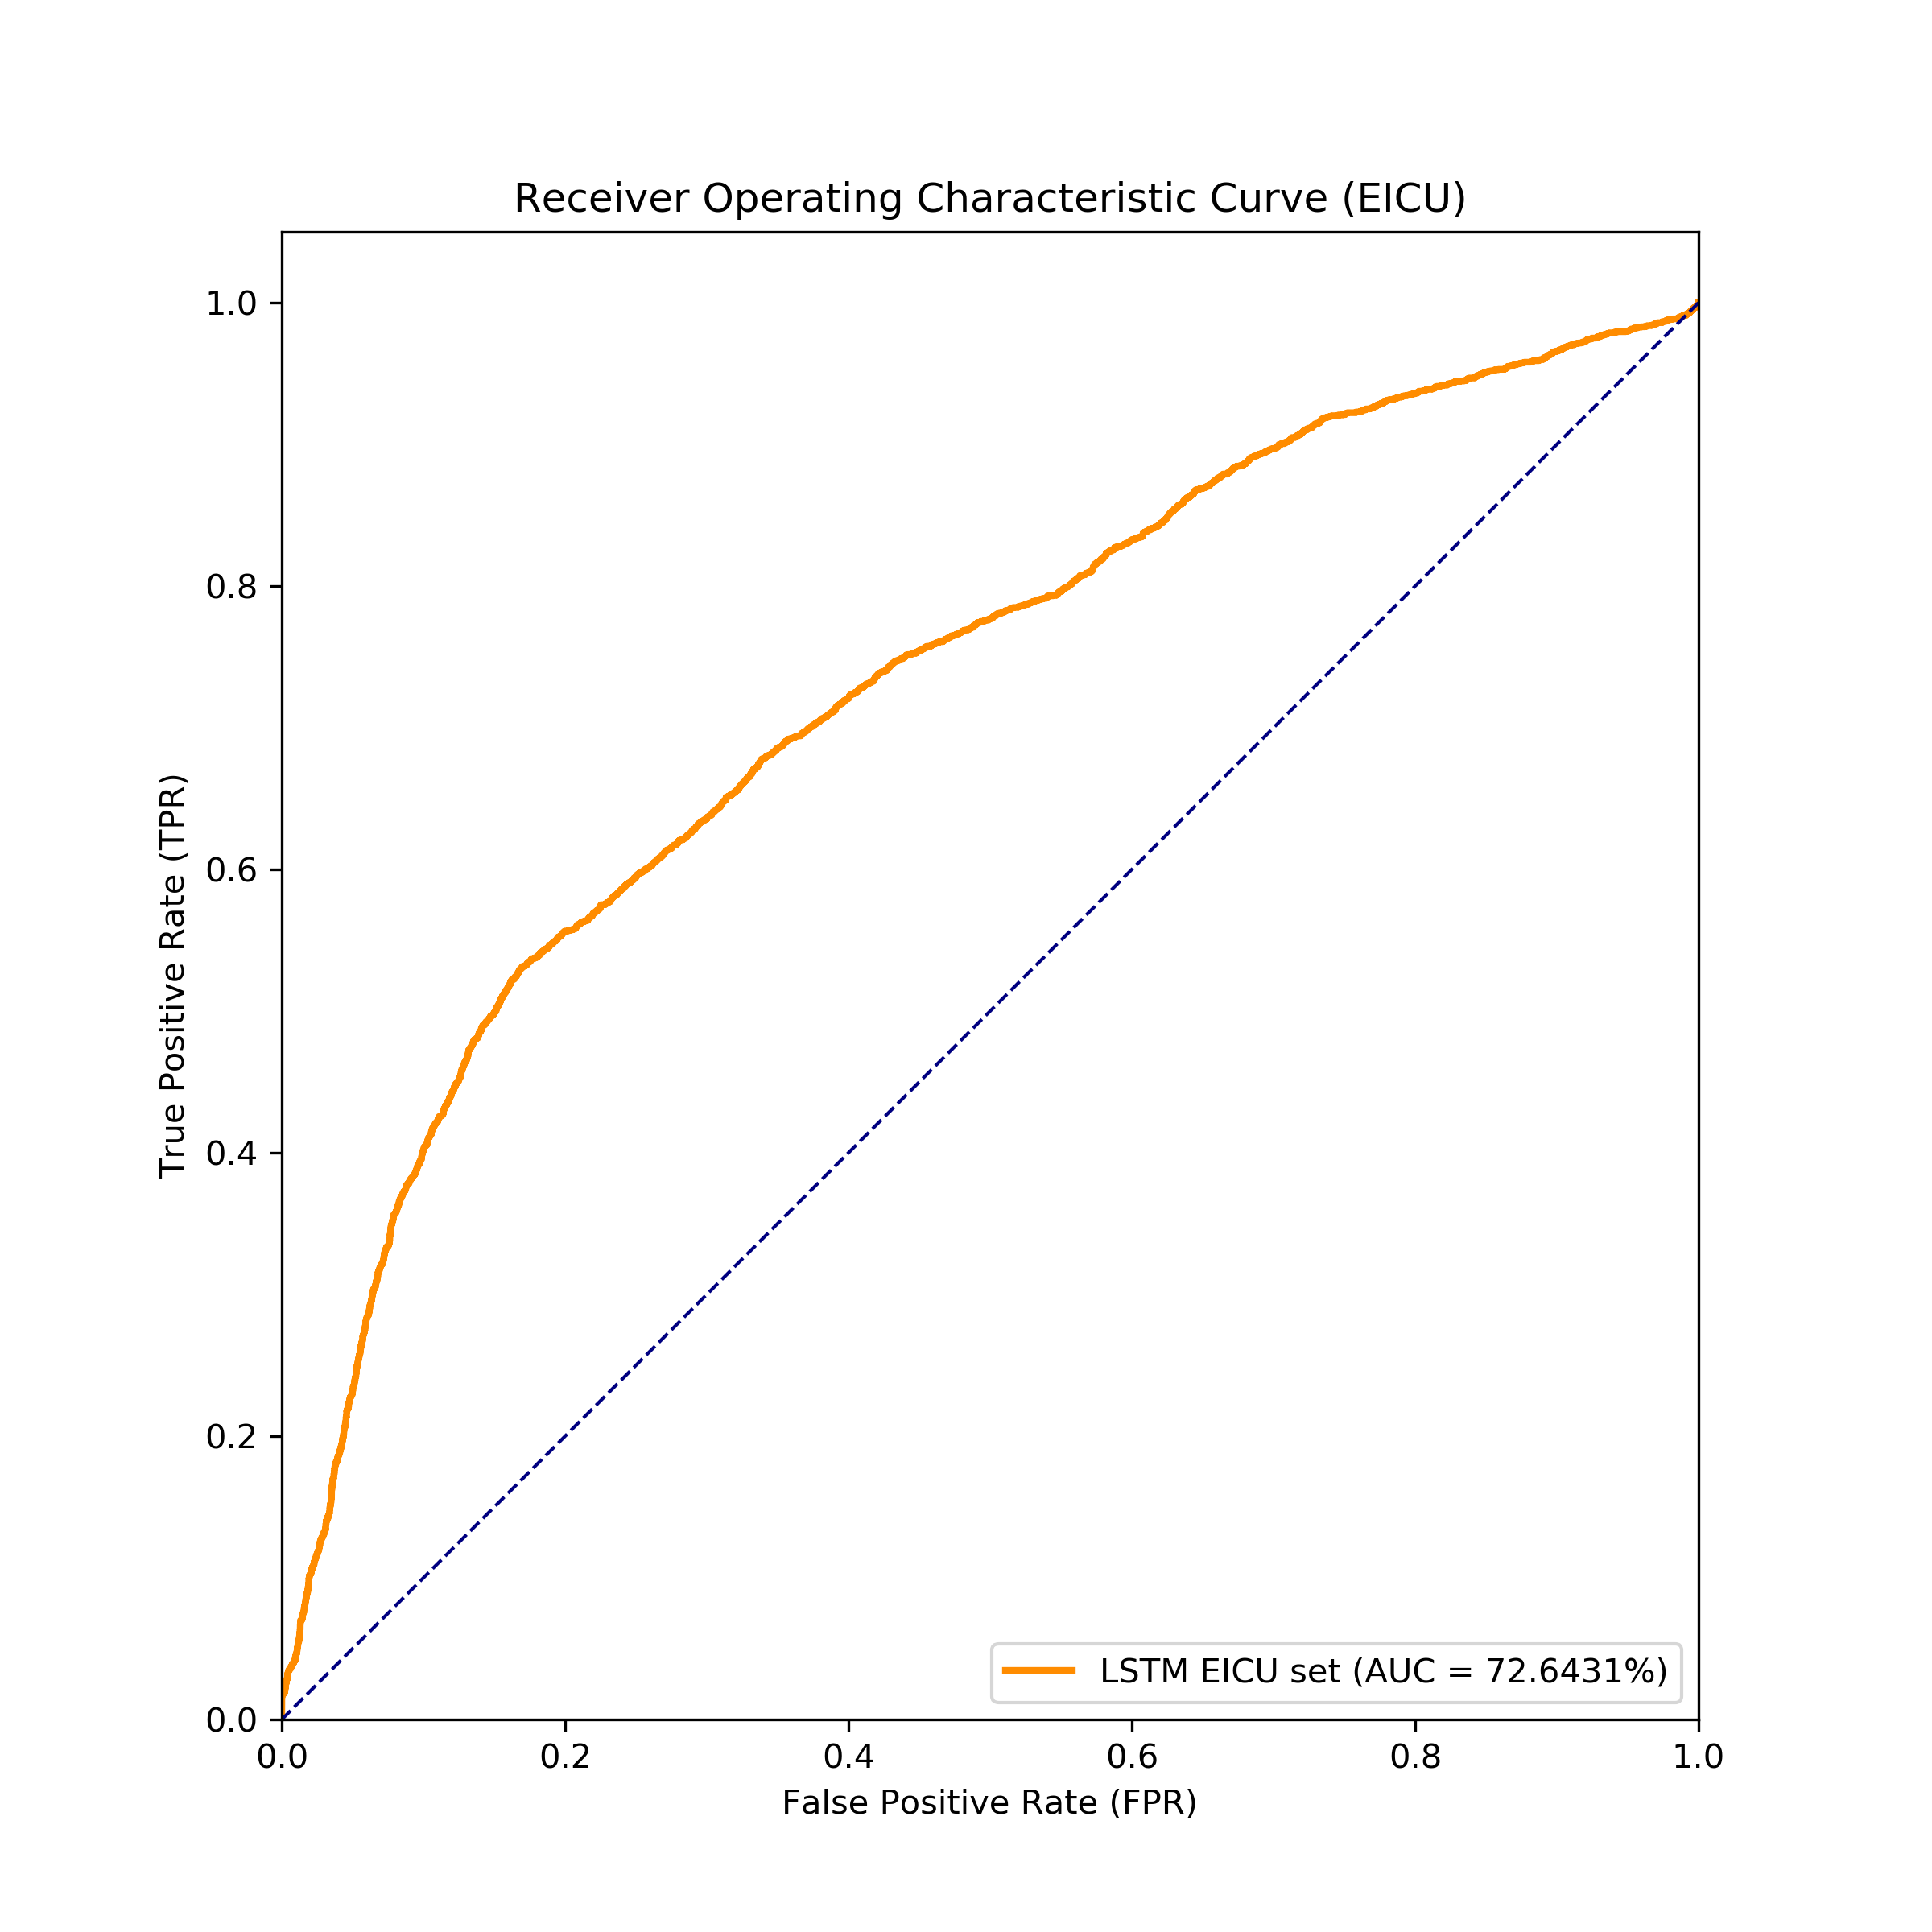 Receiver Operating Characteristic Curve (EICU)
True Positive Rate (TPR)
1.0
0.8
0.6
0.4
0.2
0.0
LSTM EICU set (AUC = 72.6431%)
0.0 0.2 0.4 0.6 0.8 1.0
False Positive Rate (FPR)